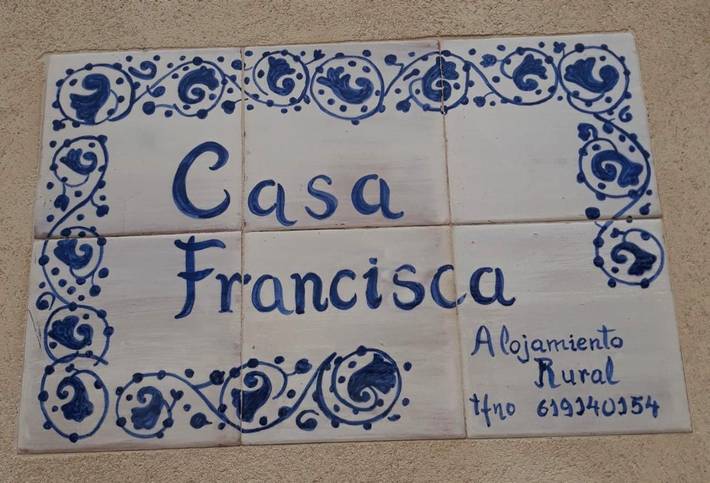 Casa
Francisca
Alojamiento
Rural
tfno 619140154